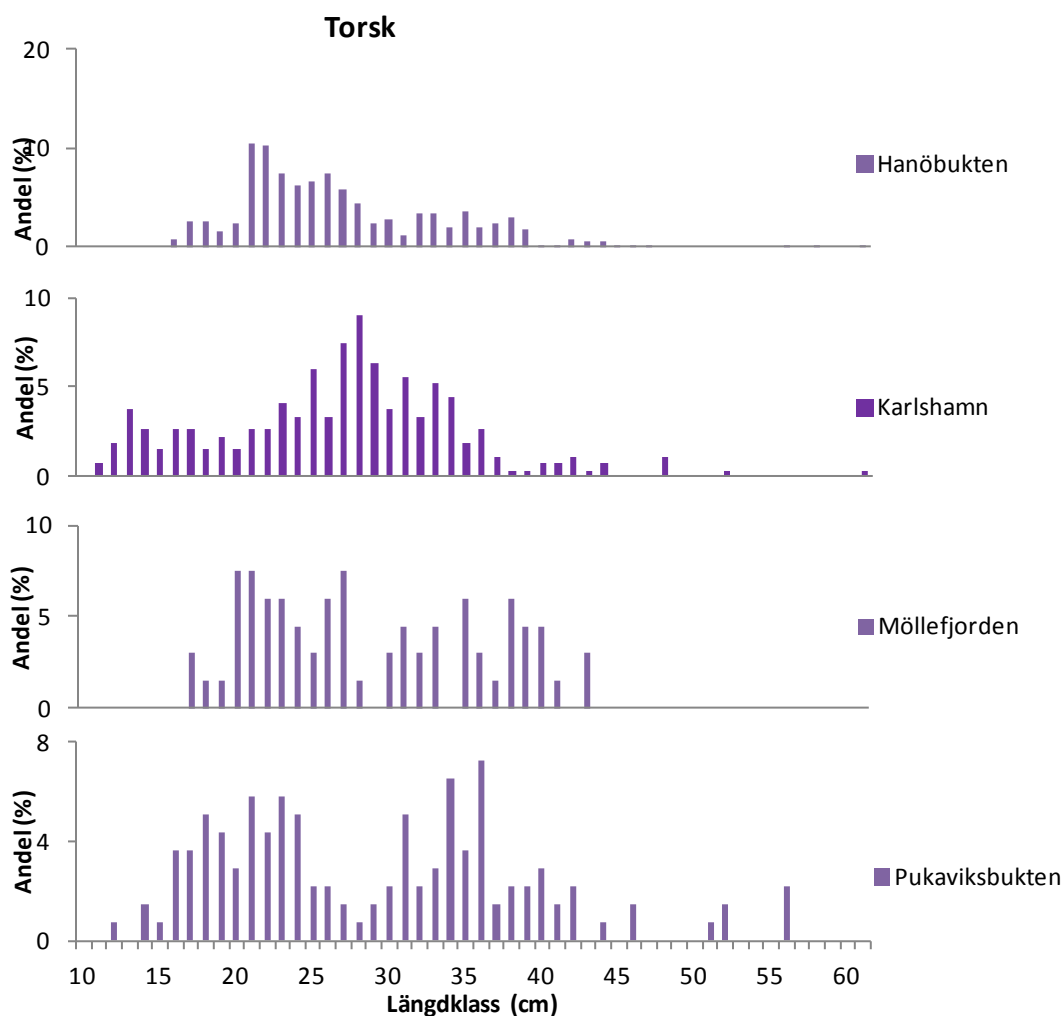 Torsk
20
10
0
Andel (%)
Hanöbukten
10
5
0
Andel (%)
Karlshamn
10
5
0
Andel (%)
Möllefjorden
8
4
0
Andel (%)
Pukaviksbukten
10 15 20 25 30 35 40 45 50 55 60
Längdklass (cm)